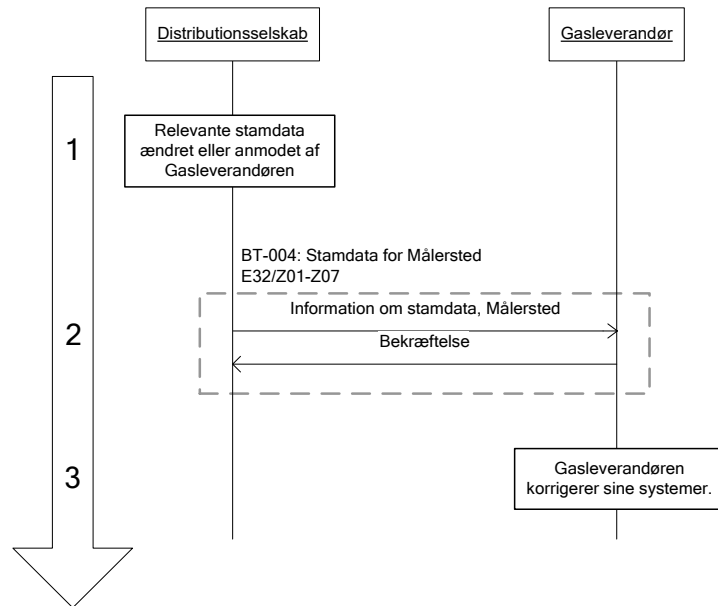 Distributionsselskab
Gasleverandør
1
Relevante stamdata
ændret eller anmodet af
Gasleverandøren
BT-004: Stamdata for Målersted
E32/Z01-Z07
2
Information om stamdata, Målersted
Bekræftelse
3
Gasleverandøren
korrigerer sine systemer.